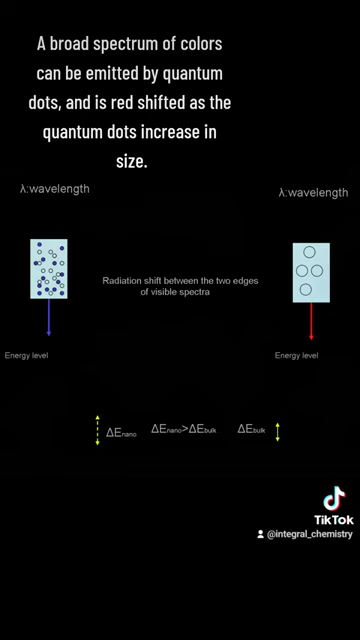 A broad spectrum of colors
can be emitted by quantum
dots, and is red shifted as the
quantum dots increase in
size.
λ:wavelength
λ:wavelength
Radiation shift between the two edges
of visible spectra
Energy level
Energy level
ΔEnano
ΔEnano>ΔEbulk
ΔEbulk
TikTok
@integral_chemistry